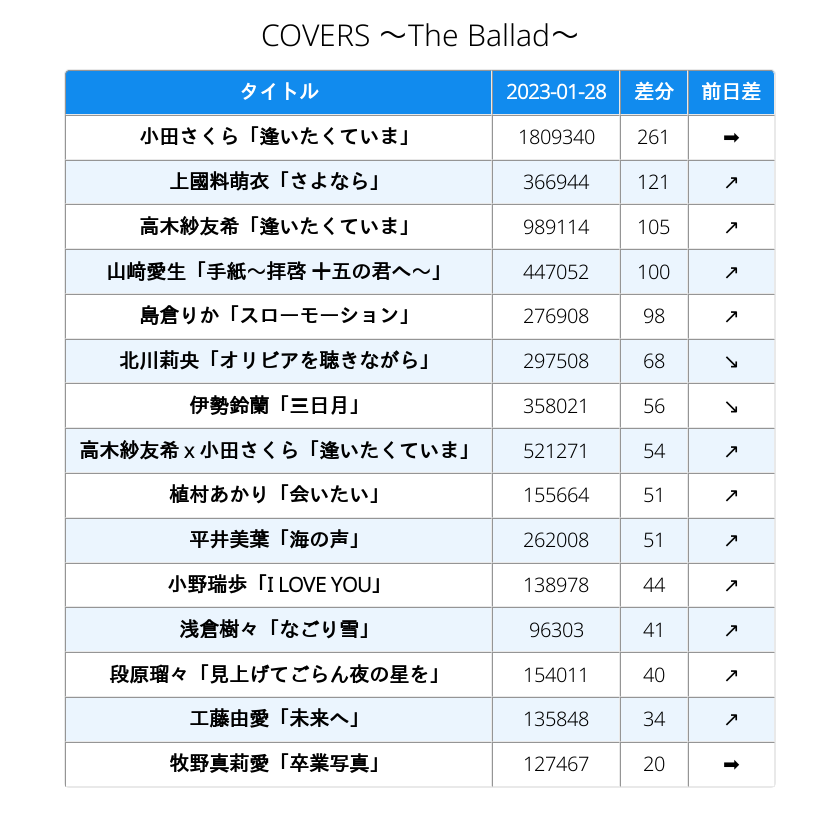 COVERS ～The Ballad～
タイトル 2023-01-28 差分 前日差
小田さくら「逢いたくていま」 1809340 261 ➡
上國料萌衣「さよなら」 366944 121 ↗
高木紗友希「逢いたくていま」 989114 105 ↗
山﨑愛生「手紙～拝啓 十五の君へ～」 447052 100 ↗
島倉りか「スローモーション」 276908 98 ↗
北川莉央「オリビアを聴きながら」 297508 68 ↘
伊勢鈴蘭「三日月」 358021 56 ↘
高木紗友希 x 小田さくら「逢いたくていま」 521271 54 ↗
植村あかり「会いたい」 155664 51 ↗
平井美葉「海の声」 262008 51 ↗
小野瑞歩「I LOVE YOU」 138978 44 ↗
浅倉樹々「なごり雪」 96303 41 ↗
段原瑠々「見上げてごらん夜の星を」 154011 40 ↗
工藤由愛「未来へ」 135848 34 ↗
牧野真莉愛「卒業写真」 127467 20 ➡